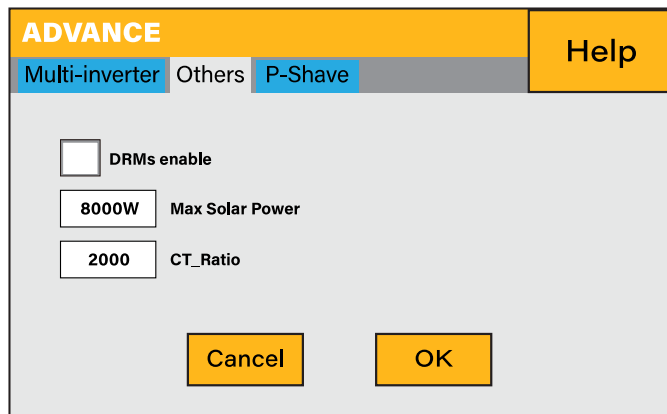 ADVANCE
Help
Multi-inverter Others P-Shave
DRMs enable
8000W Max Solar Power
2000 CT_Ratio
Cancel OK